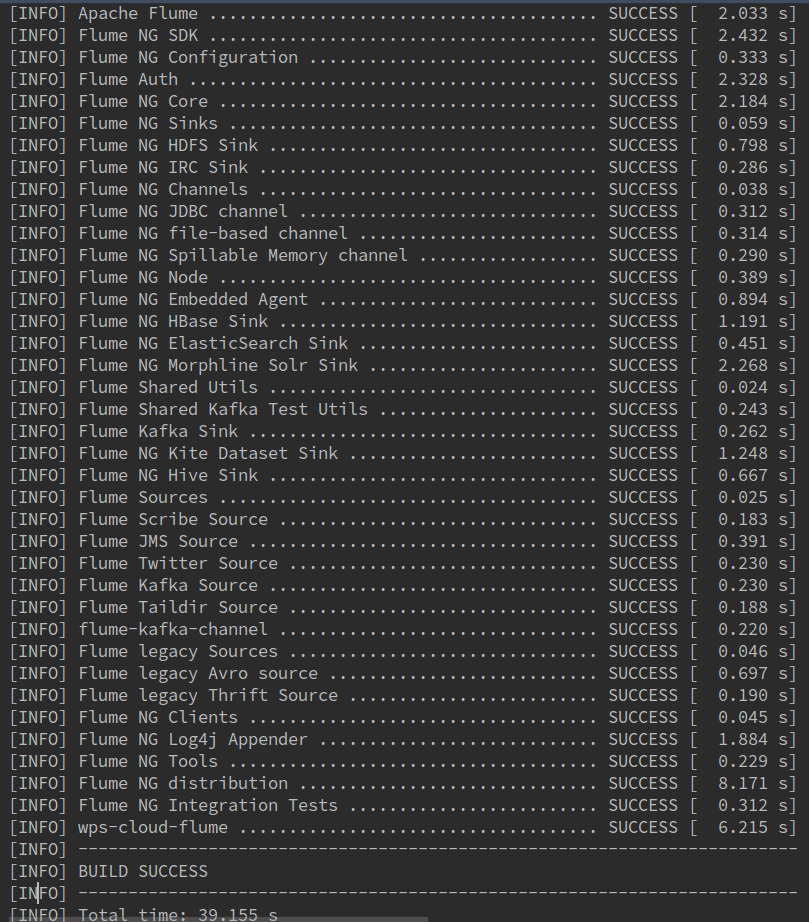 [INFO] Apache Flume ....................................... SUCCESS [  2.033 s]
[INFO] Flume NG SDK ....................................... SUCCESS [  2.432 s]
[INFO] Flume NG Configuration ............................. SUCCESS [  0.333 s]
[INFO] Flume Auth ......................................... SUCCESS [  2.328 s]
[INFO] Flume NG Core ...................................... SUCCESS [  2.184 s]
[INFO] Flume NG Sinks ..................................... SUCCESS [  0.059 s]
[INFO] Flume NG HDFS Sink ................................. SUCCESS [  0.798 s]
[INFO] Flume NG IRC Sink .................................. SUCCESS [  0.286 s]
[INFO] Flume NG Channels .................................. SUCCESS [  0.038 s]
[INFO] Flume NG JDBC channel .............................. SUCCESS [  0.312 s]
[INFO] Flume NG file-based channel ........................ SUCCESS [  0.314 s]
[INFO] Flume NG Spillable Memory channel .................. SUCCESS [  0.290 s]
[INFO] Flume NG Node ...................................... SUCCESS [  0.389 s]
[INFO] Flume NG Embedded Agent ............................ SUCCESS [  0.894 s]
[INFO] Flume NG HBase Sink ................................ SUCCESS [  1.191 s]
[INFO] Flume NG ElasticSearch Sink ........................ SUCCESS [  0.451 s]
[INFO] Flume NG Morphline Solr Sink ....................... SUCCESS [  2.268 s]
[INFO] Flume Shared Utils ................................. SUCCESS [  0.024 s]
[INFO] Flume Shared Kafka Test Utils ...................... SUCCESS [  0.243 s]
[INFO] Flume Kafka Sink ................................... SUCCESS [  0.262 s]
[INFO] Flume NG Kite Dataset Sink ......................... SUCCESS [  1.248 s]
[INFO] Flume NG Hive Sink ................................. SUCCESS [  0.667 s]
[INFO] Flume Sources ...................................... SUCCESS [  0.025 s]
[INFO] Flume Scribe Source ................................ SUCCESS [  0.183 s]
[INFO] Flume JMS Source ................................... SUCCESS [  0.391 s]
[INFO] Flume Twitter Source ............................... SUCCESS [  0.230 s]
[INFO] Flume Kafka Source ................................. SUCCESS [  0.230 s]
[INFO] Flume Taildir Source ............................... SUCCESS [  0.188 s]
[INFO] flume-kafka-channel ................................ SUCCESS [  0.220 s]
[INFO] Flume legacy Sources ............................... SUCCESS [  0.046 s]
[INFO] Flume legacy Avro source ........................... SUCCESS [  0.697 s]
[INFO] Flume legacy Thrift Source ......................... SUCCESS [  0.190 s]
[INFO] Flume NG Clients ................................... SUCCESS [  0.045 s]
[INFO] Flume NG Log4j Appender ............................ SUCCESS [  1.884 s]
[INFO] Flume NG Tools ..................................... SUCCESS [  0.229 s]
[INFO] Flume NG distribution .............................. SUCCESS [  8.171 s]
[INFO] Flume NG Integration Tests ......................... SUCCESS [  0.312 s]
[INFO] wps-cloud-flume .................................... SUCCESS [  6.215 s]
[INFO] ------------------------------------------------------------------------
[INFO] BUILD SUCCESS
[INFO] ------------------------------------------------------------------------
[INFO] Total time: 39.155 s